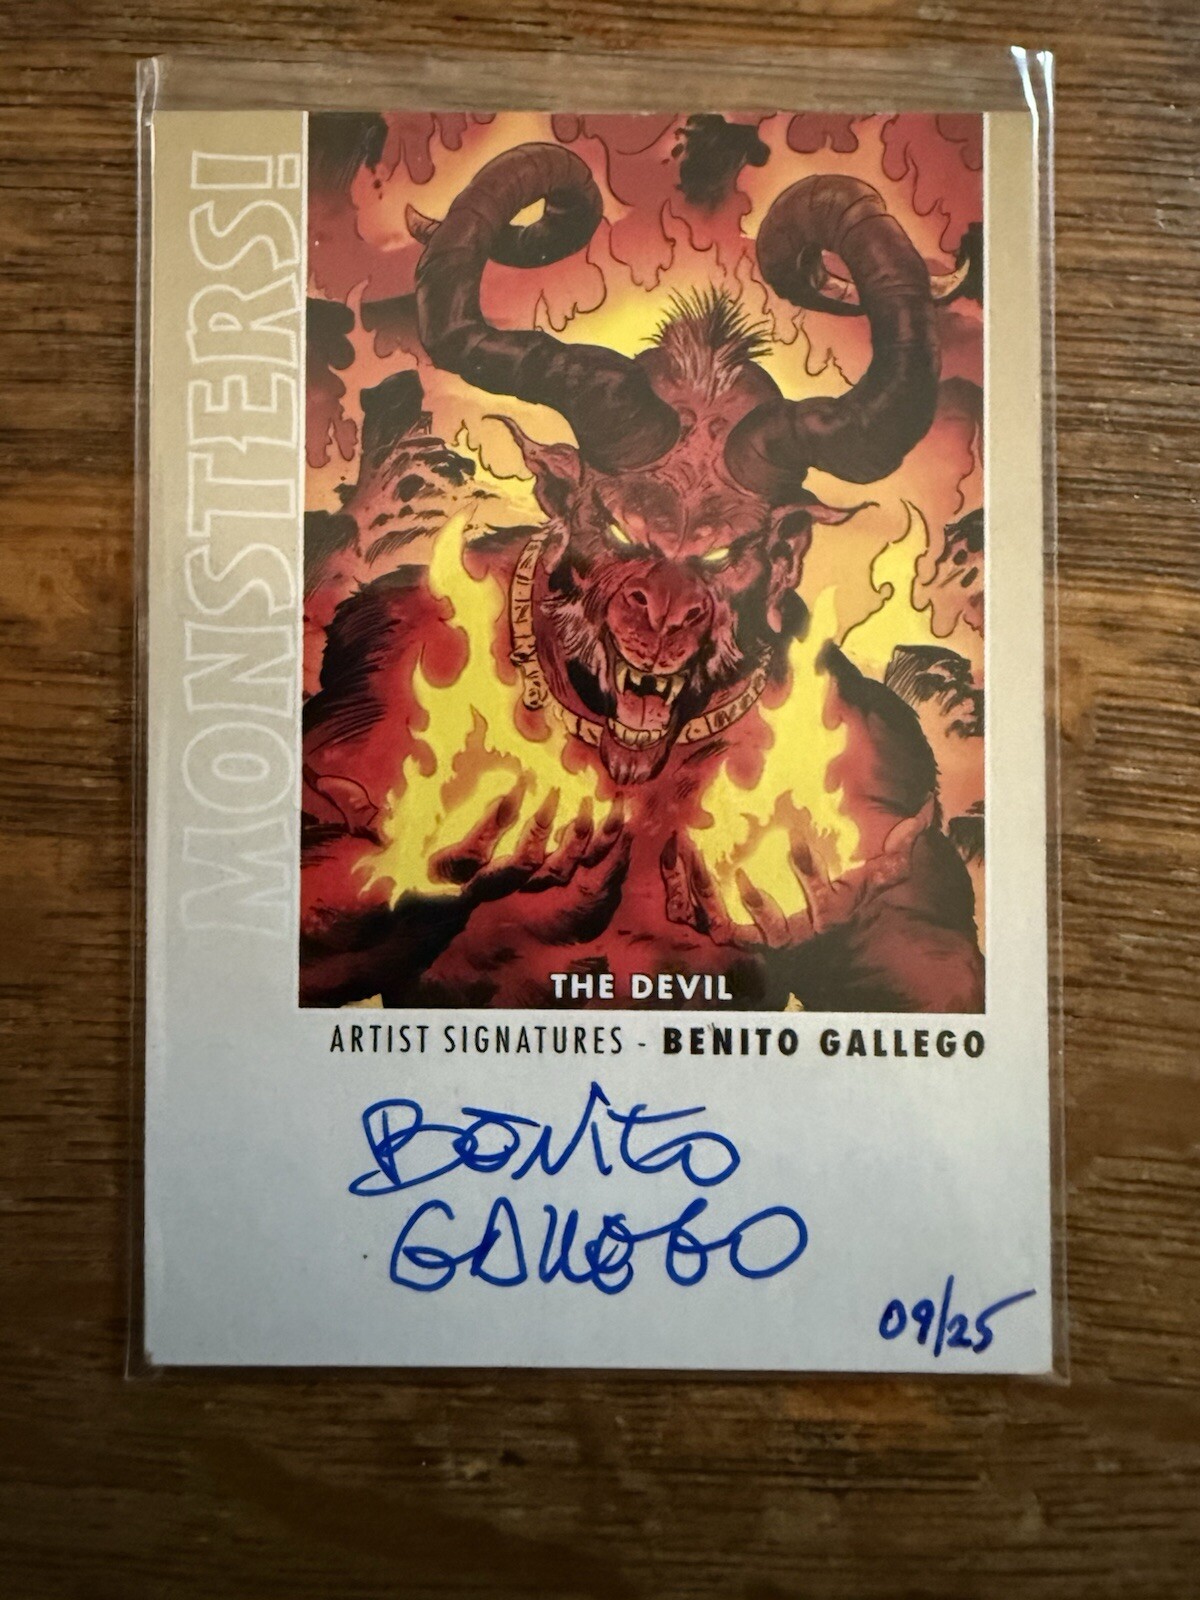 MONSTERS!
THE DEVIL
ARTIST SIGNATURES - BENITO GALLEGO
BENITO
GALLEGO
09/25